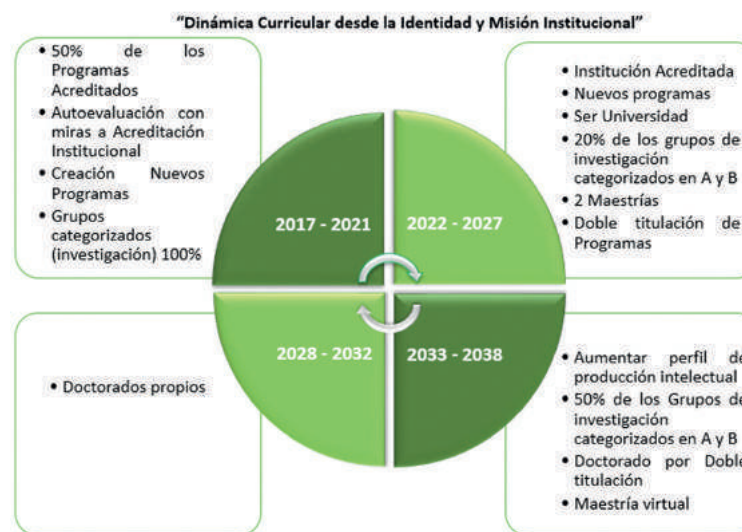 "Dinámica Curricular desde la Identidad y Misión Institucional"
• 50% de los
Programas
Acreditados
• Autoevaluación con
miras a Acreditación
Institucional
• Creación Nuevos
Programas
• Grupos
categorizados
(investigación) 100%
2017 - 2021
2022 - 2027
• Institución Acreditada
• Nuevos programas
• Ser Universidad
• 20% de los grupos de
investigación
categorizados en A y B
• 2 Maestrías
• Doble titulación de
Programas
• Doctorados propios
2028 - 2032
2033 - 2038
• Aumentar perfil de
producción intelectual
• 50% de los Grupos de
investigación
categorizados en A y B
• Doctorado por Doble
titulación
• Maestría virtual